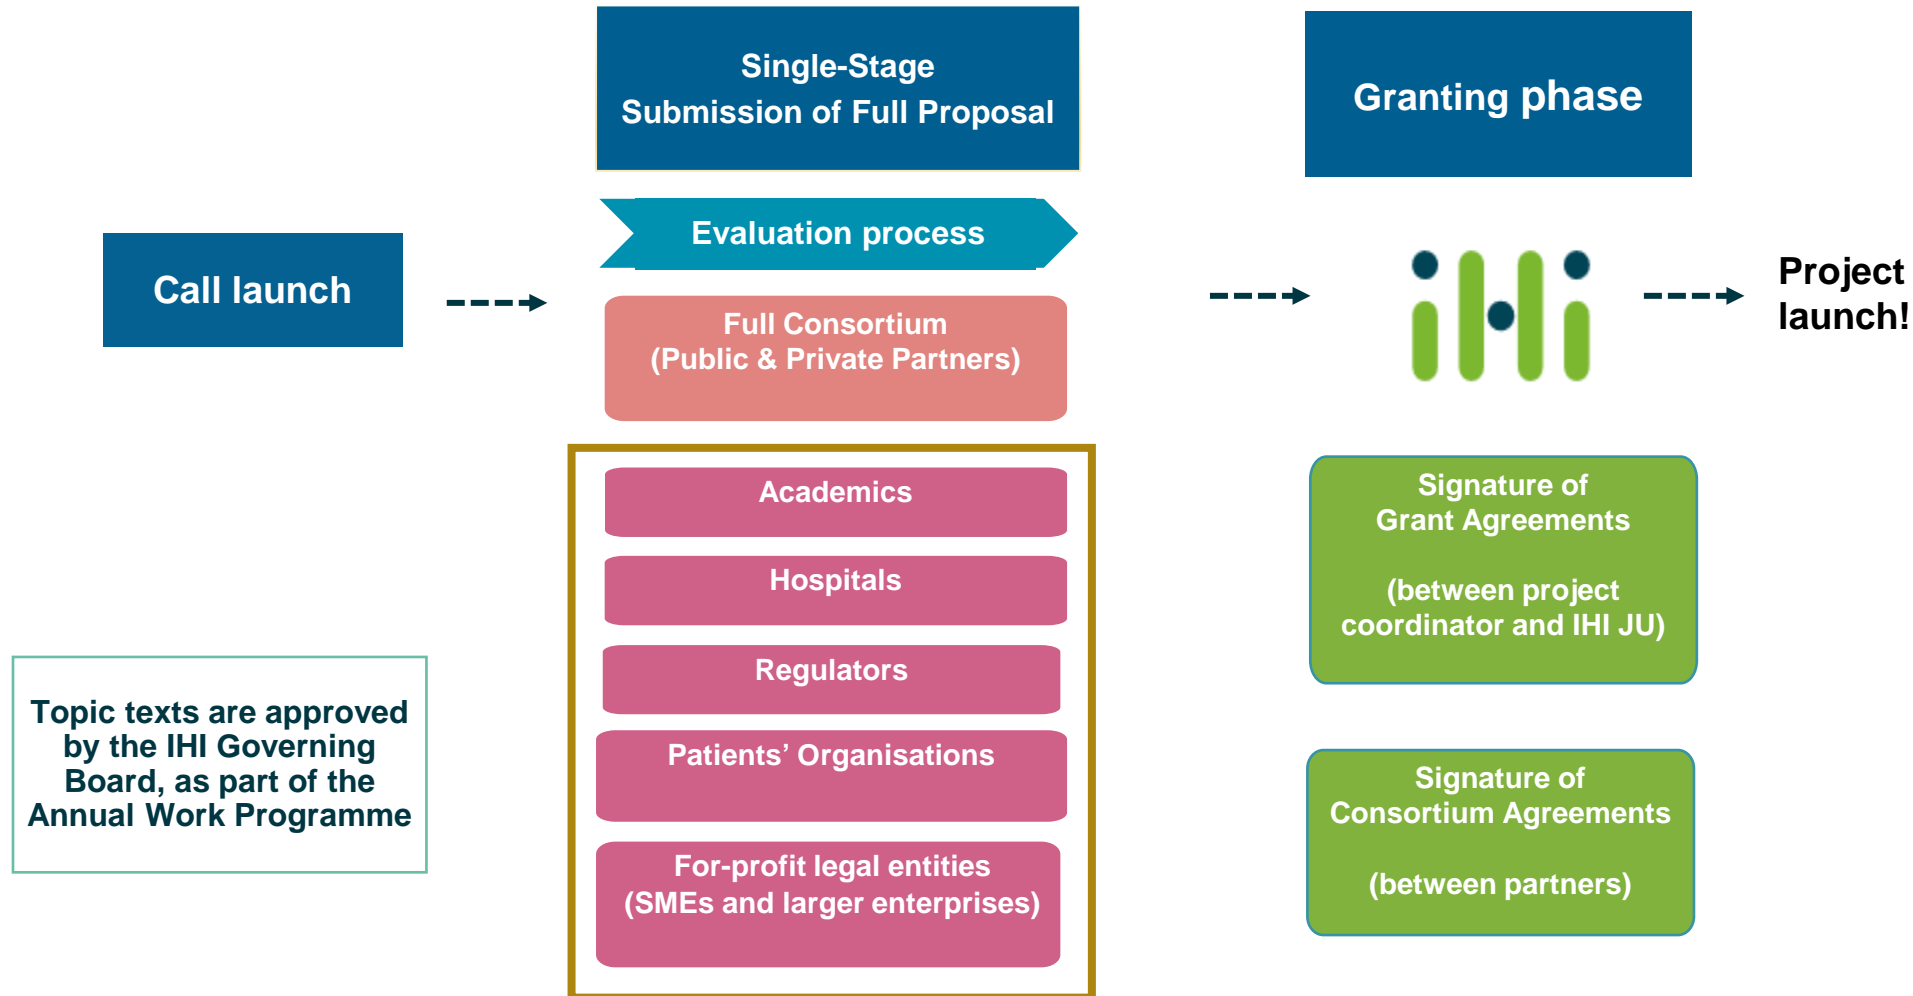 Call launch
Topic texts are approved
by the IHI Governing
Board, as part of the
Annual Work Programme
Single-Stage
Submission of Full Proposal
Evaluation process
Full Consortium
(Public & Private Partners)
Academics
Hospitals
Regulators
Patients’ Organisations
For-profit legal entities
(SMEs and larger enterprises)
Granting phase
iHi
Signature of
Grant Agreements
(between project
coordinator and IHI JU)
Signature of
Consortium Agreements
(between partners)
Project
launch!